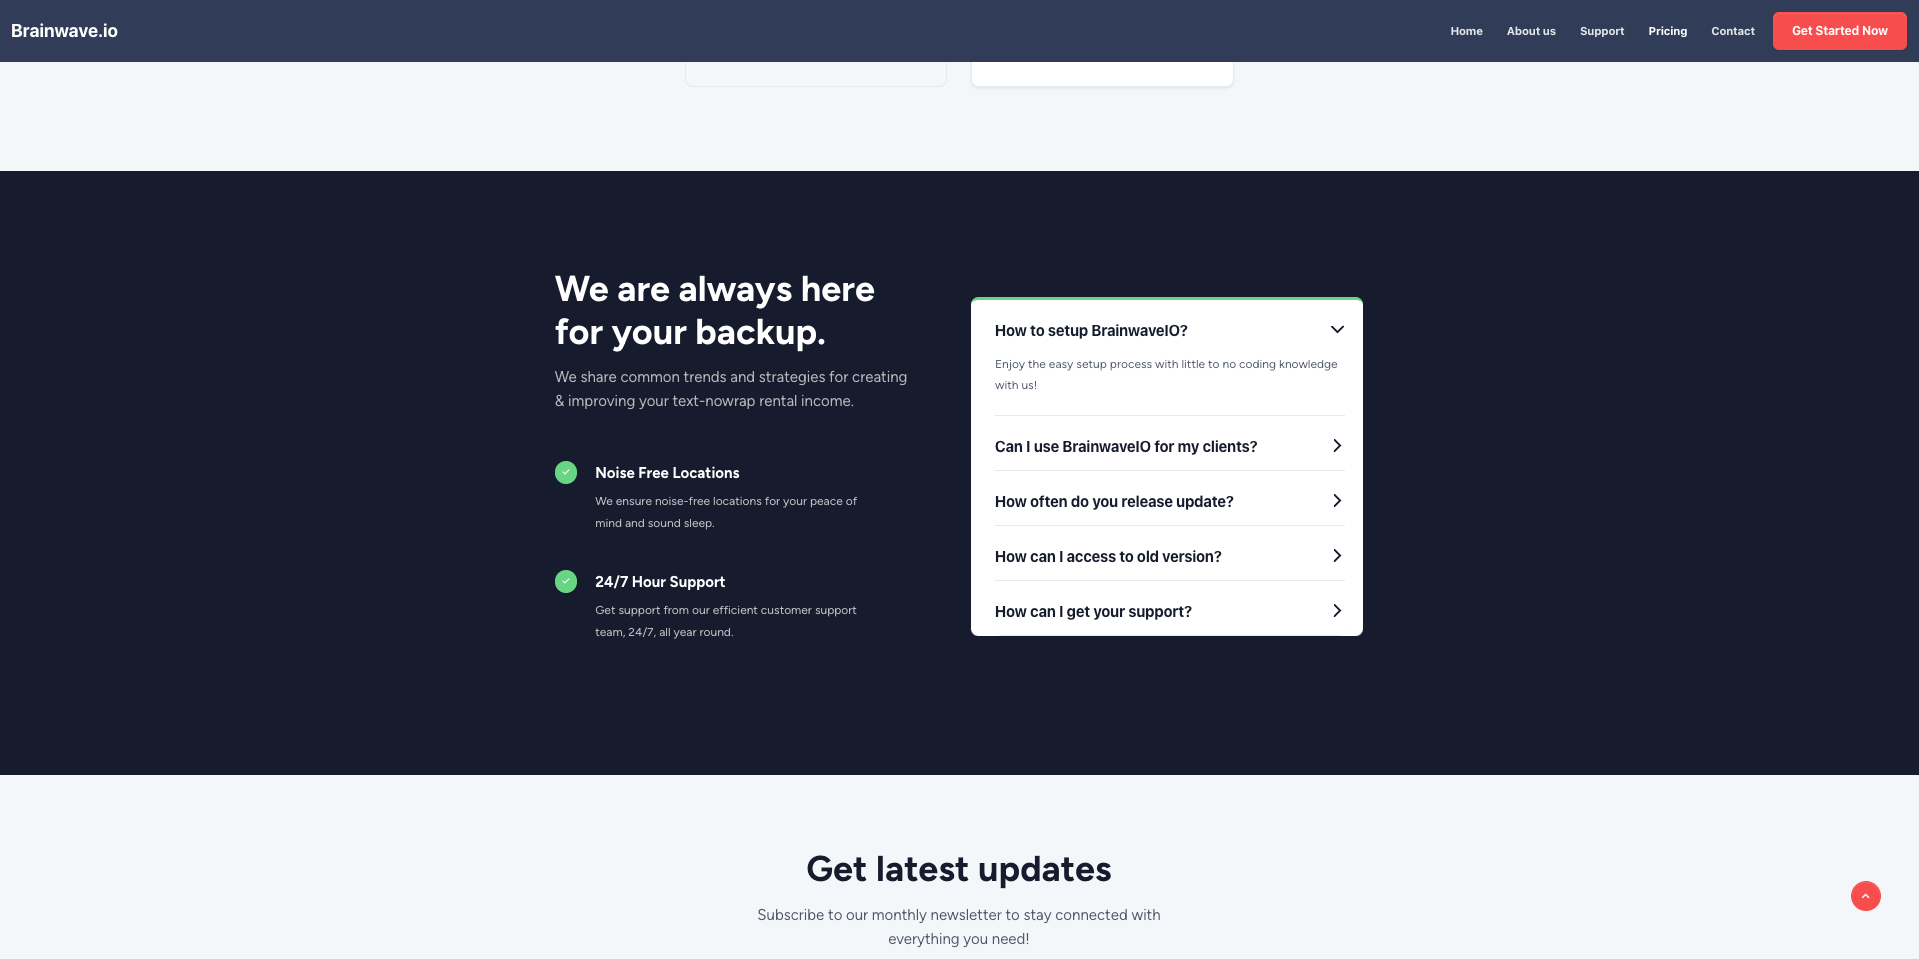 Brainwave.io
Home
About us
Support
Pricing
Contact
Get Started Now
We are always here
for your backup.
We share common trends and strategies for creating
& improving your text-nowrap rental income.
Noise Free Locations
We ensure noise-free locations for your peace of
mind and sound sleep.
24/7 Hour Support
Get support from our efficient customer support
team, 24/7, all year round.
How to setup BrainwaveIO?
Enjoy the easy setup process with little to no coding knowledge
with us!
Can I use BrainwaveIO for my clients?
How often do you release update?
How can I access to old version?
How can I get your support?
Get latest updates
Subscribe to our monthly newsletter to stay connected with
everything you need!